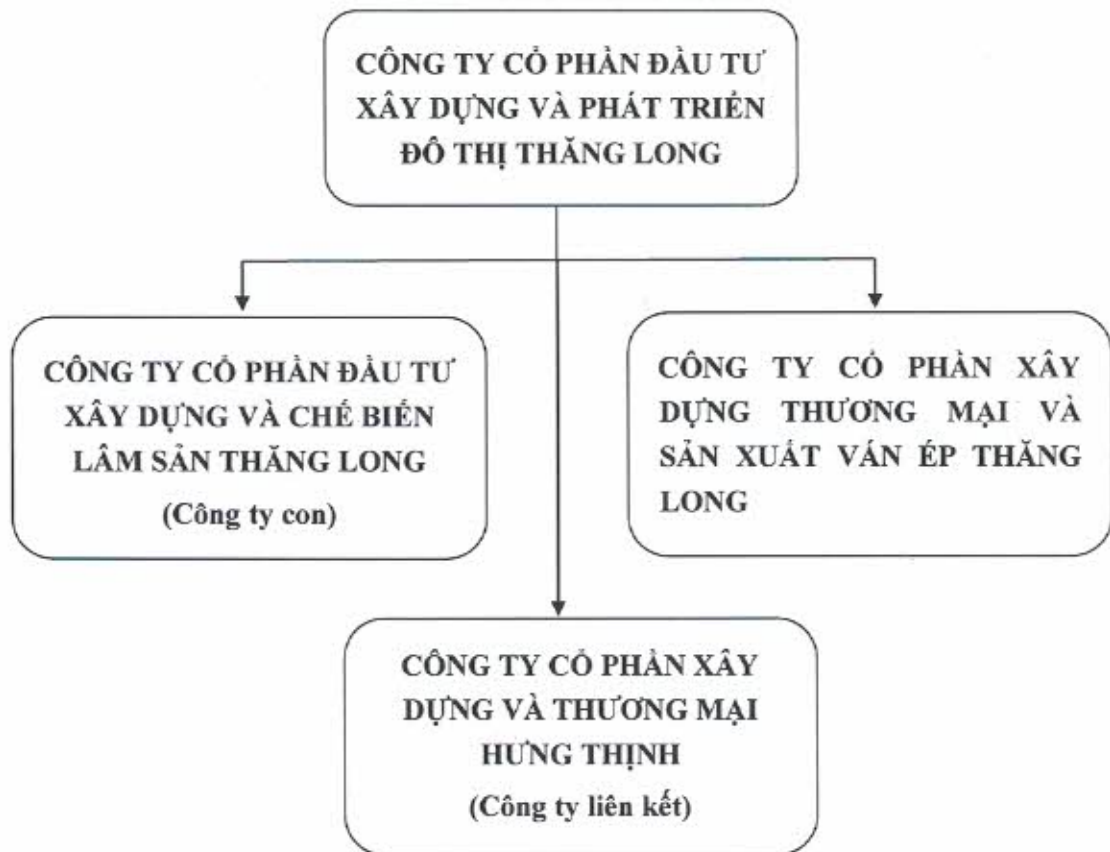 CÔNG TY CỔ PHẦN ĐẦU TƯ
XÂY DỰNG VÀ PHÁT TRIỂN
ĐÔ THỊ THĂNG LONG
CÔNG TY CỔ PHẦN ĐẦU TƯ
XÂY DỰNG VÀ CHẾ BIẾN
LÂM SẢN THĂNG LONG
(Công ty con)
CÔNG TY CỔ PHẦN XÂY
DỰNG THƯƠNG MẠI VÀ
SẢN XUẤT VÁN ÉP THĂNG
LONG
CÔNG TY CỔ PHẦN XÂY
DỰNG VÀ THƯƠNG MẠI
HƯNG THỊNH
(Công ty liên kết)